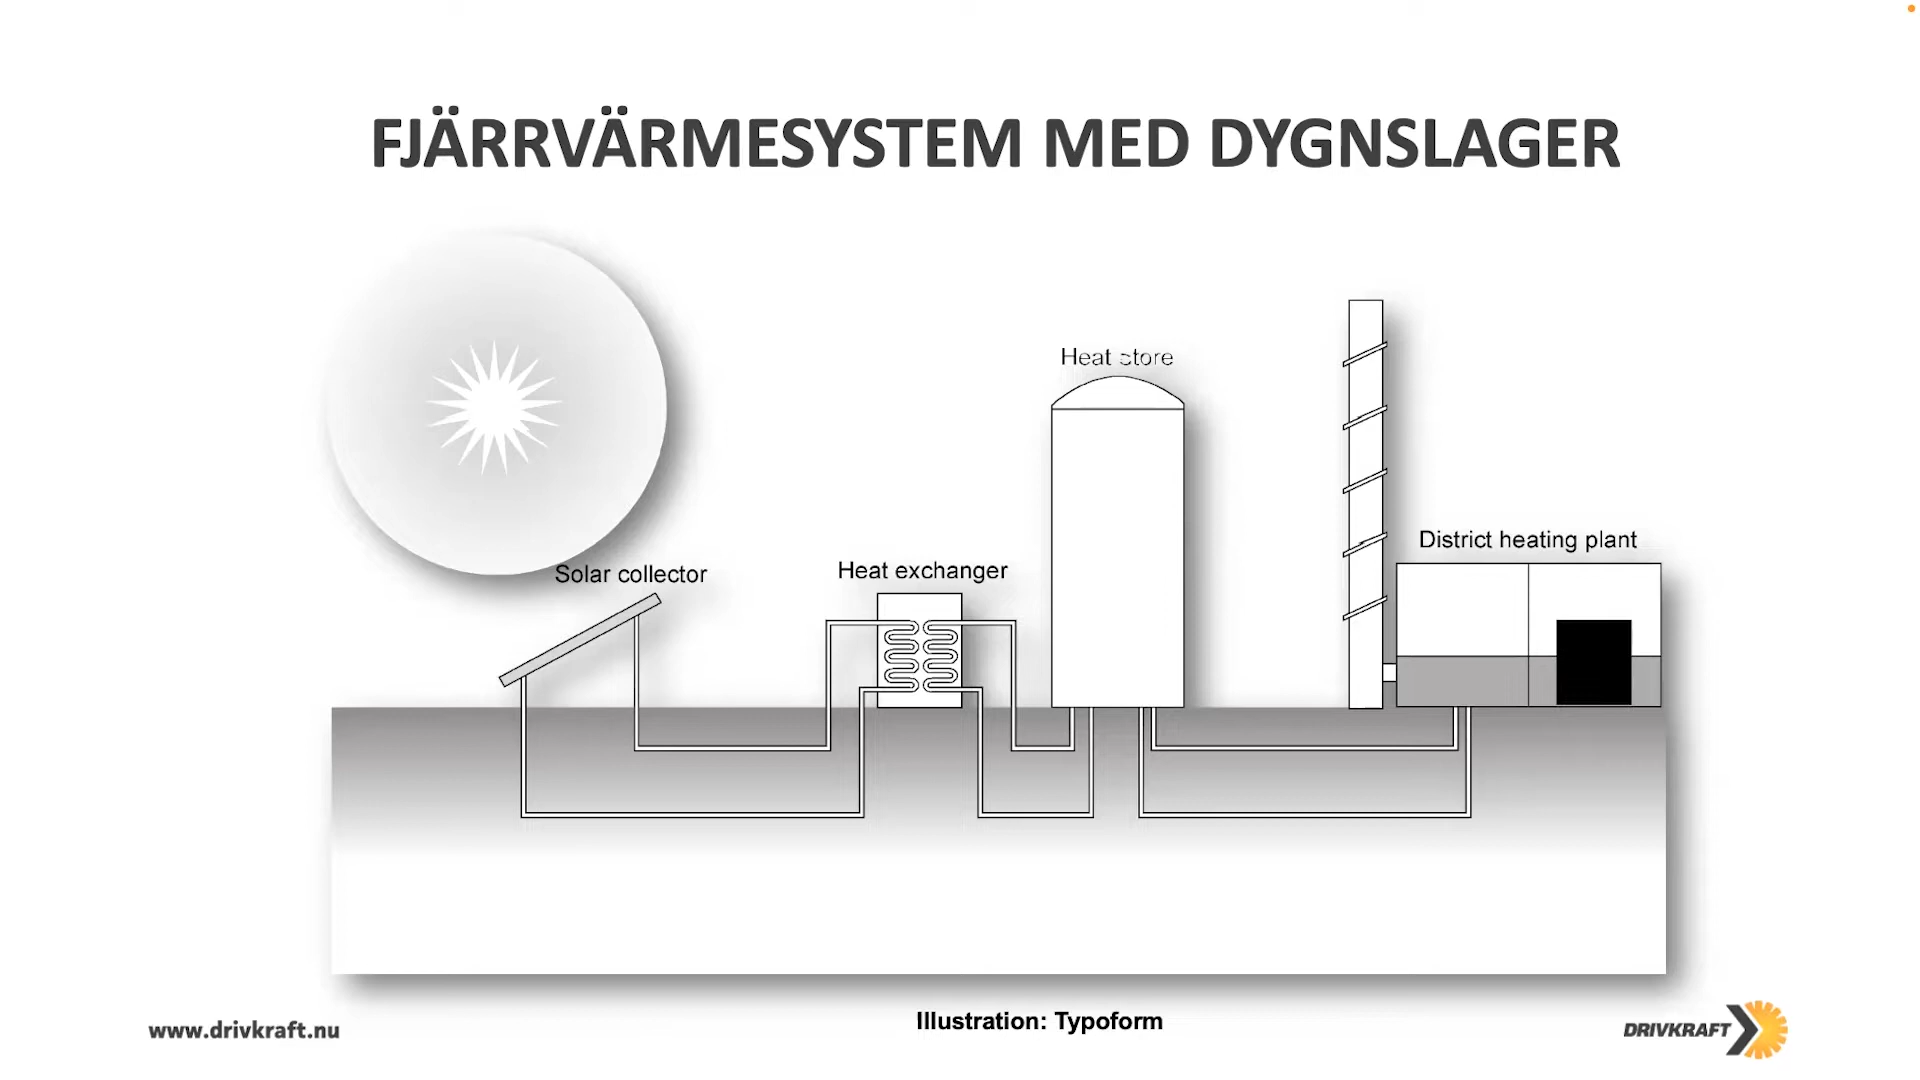 FJÄRRVÄRMESYSTEM MED DYGNSLAGER
Heat store
District heating plant
Solar collector
Heat exchanger
Illustration: Typoform
www.drivkraft.nu
DRIVKRAFT